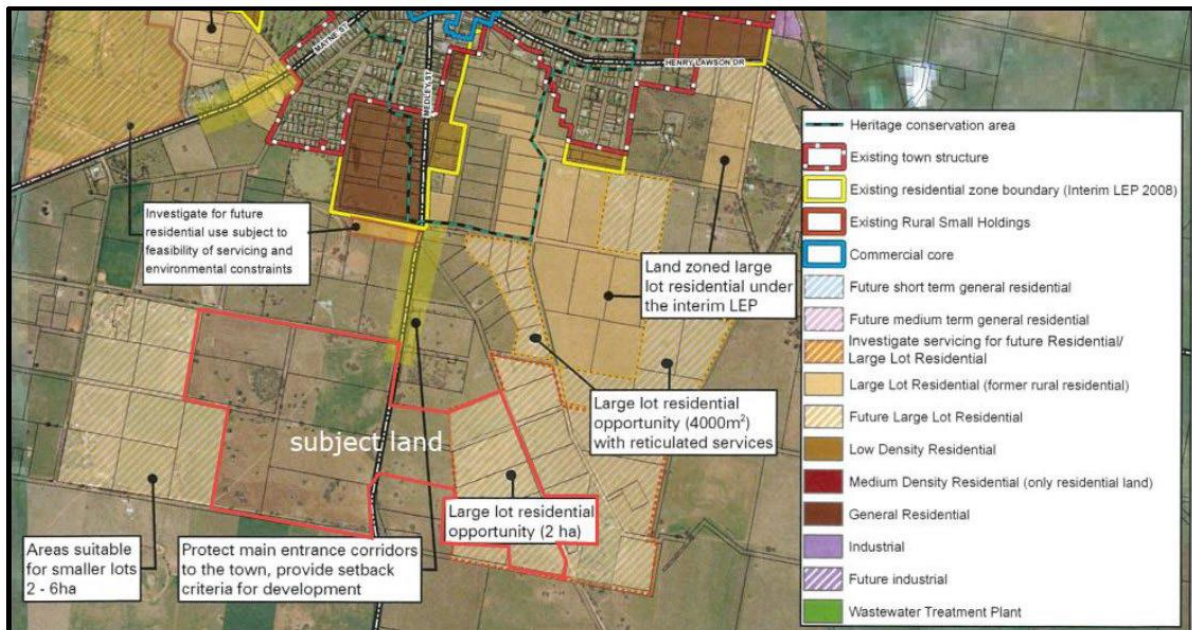 MAYNE ST
MEDLEY ST
HENRY LAWSON DR
Investigate for future
residential use subject to
feasibility of servicing and
environmental constraints
Land zoned large
lot residential under
the interim LEP
Large lot residential
opportunity (4000m²)
with reticulated services
subject land
Large lot residential
opportunity (2 ha)
Areas suitable
for smaller lots
2 - 6ha
Protect main entrance corridors
to the town, provide setback
criteria for development
Heritage conservation area
Existing town structure
Existing residential zone boundary (Interim LEP 2008)
Existing Rural Small Holdings
Commercial core
Future short term general residential
Future medium term general residential
Investigate servicing for future Residential/
Large Lot Residential
Large Lot Residential (former rural residential)
Future Large Lot Residential
Low Density Residential
Medium Density Residential (only residential land)
General Residential
Industrial
Future industrial
Wastewater Treatment Plant